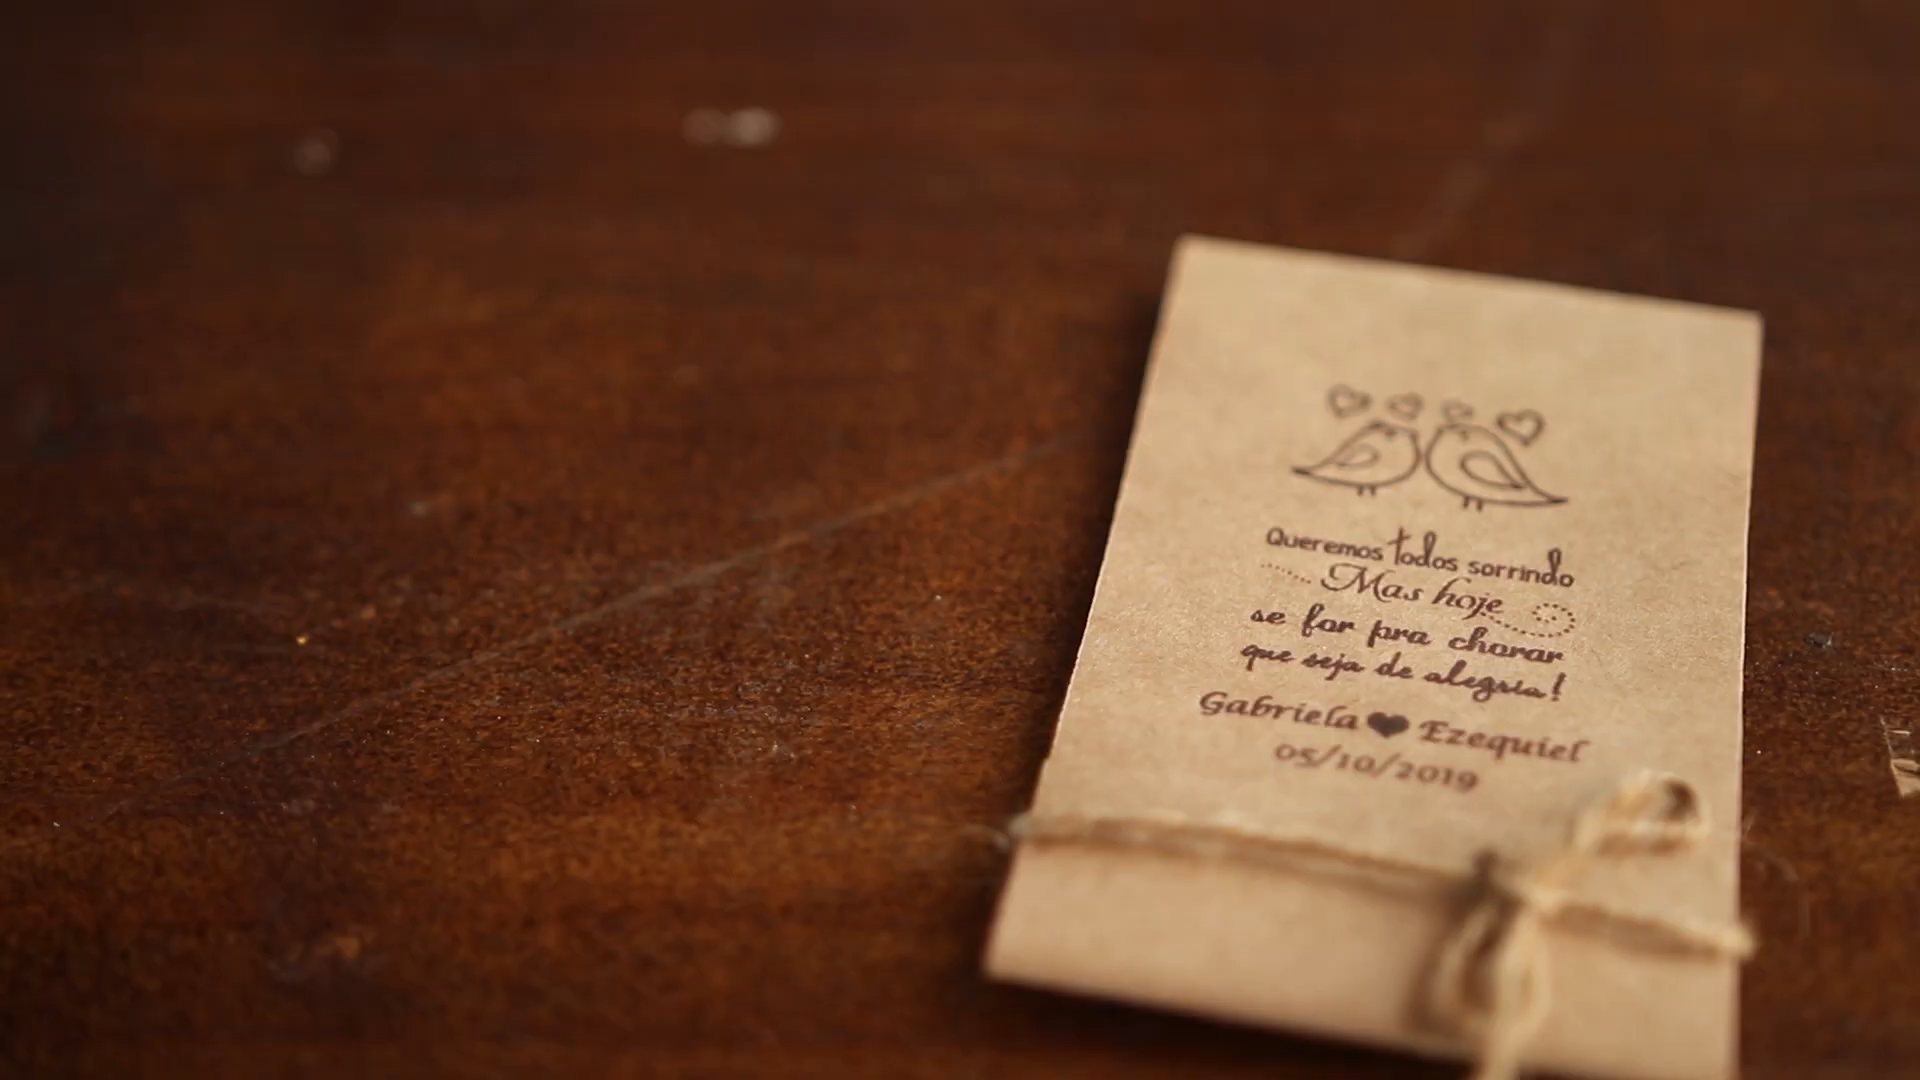 Queremos todos sorrindo
Mas hoje
se for pra chorar
que seja de alegria!
Gabriela ❤ Ezequiel
05/10/2019